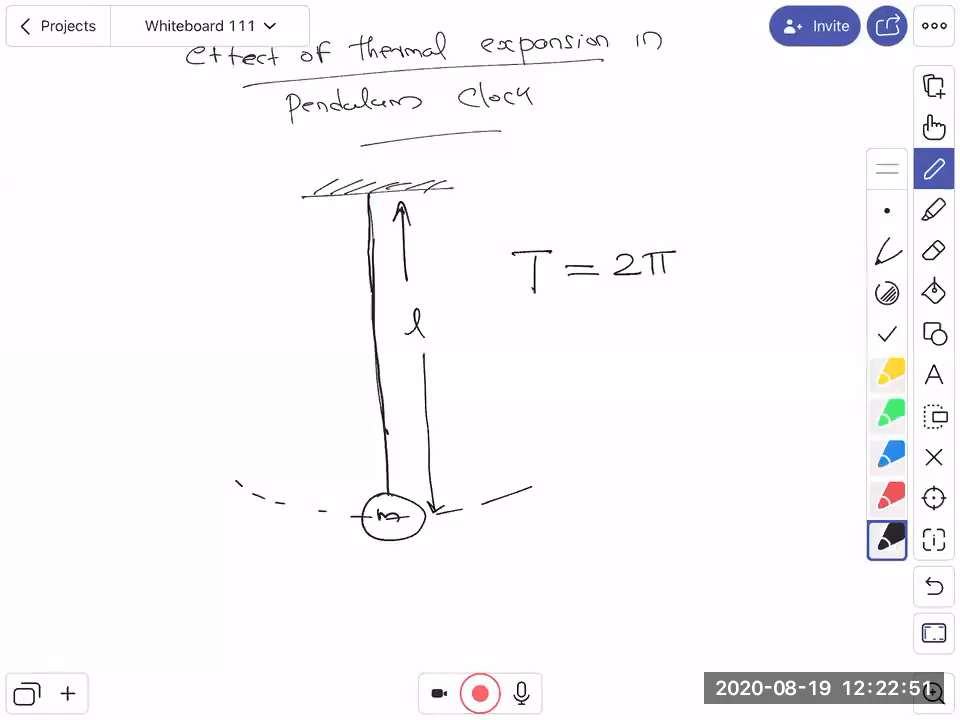 Projects
Whiteboard 111
Invite
effect of thermal expansion in
Pendulum Clock
l
T = 2π
m
2020-08-19 12:22:51